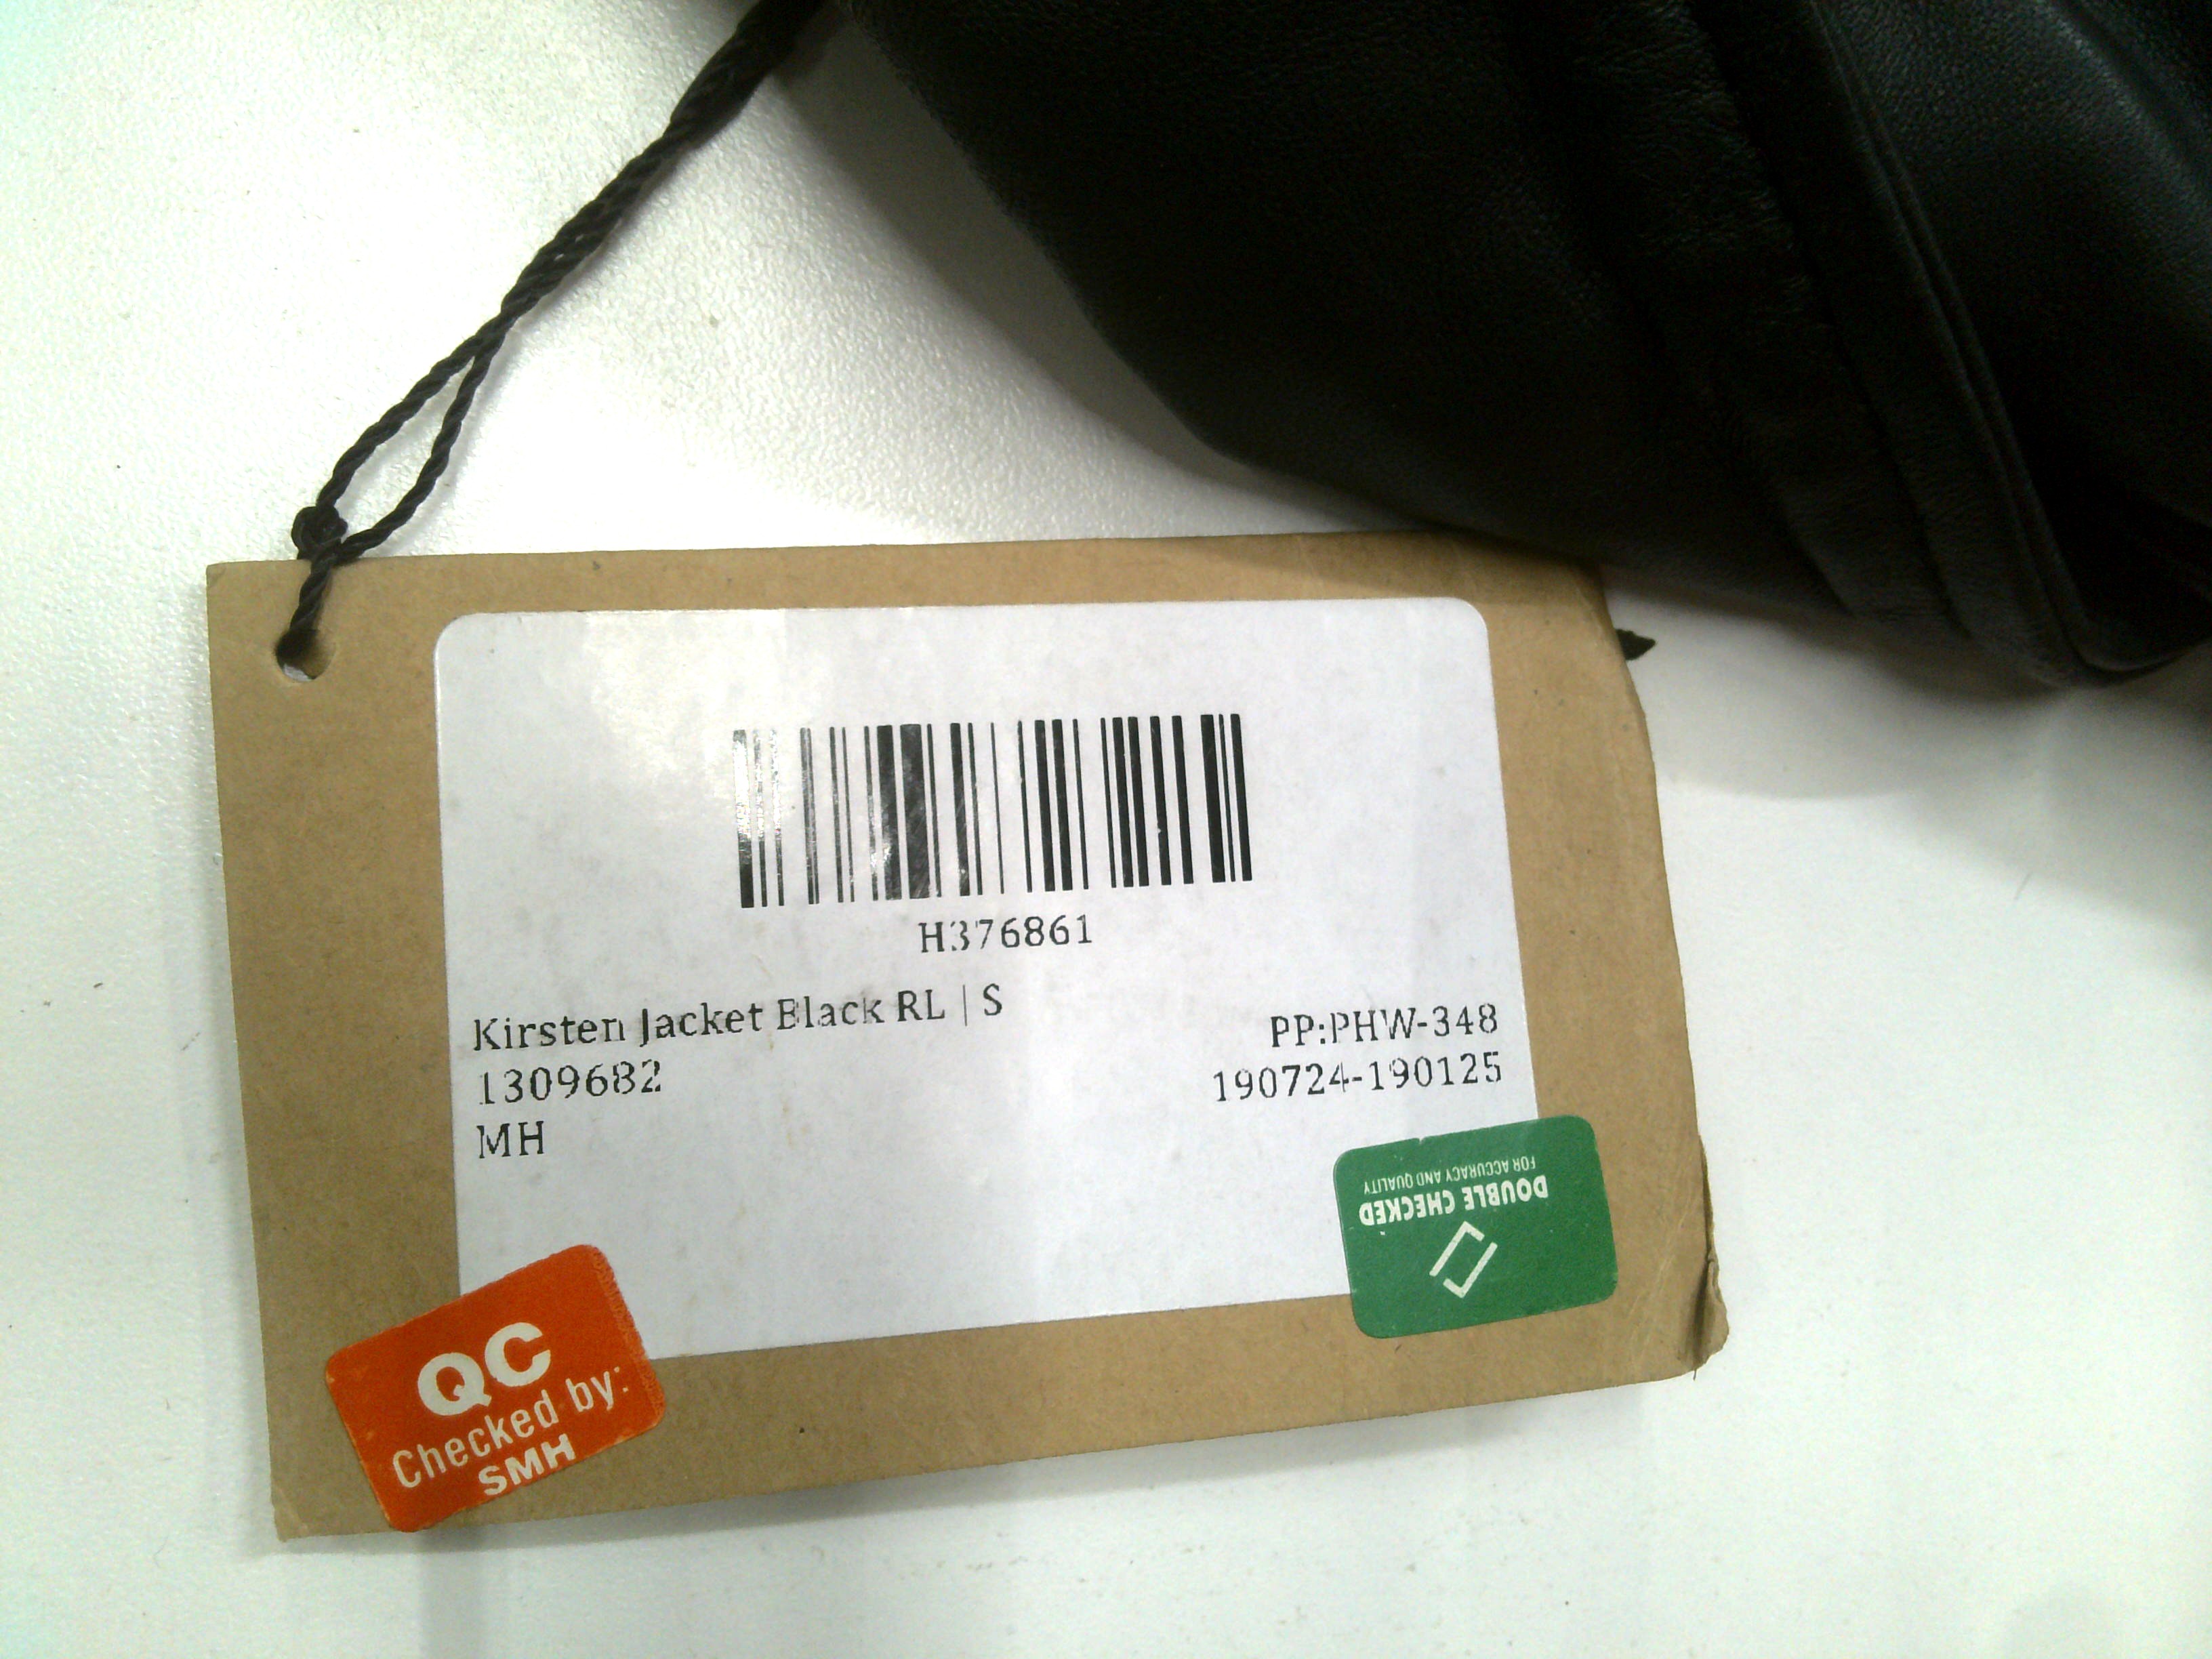 H376861
Kirsten Jacket Black RL | S
1309682
MH
PP:PHW-348
190724-190125
DOUBLE CHECKED
FOR ACCURACY AND QUALITY
QC
Checked by:
SMH